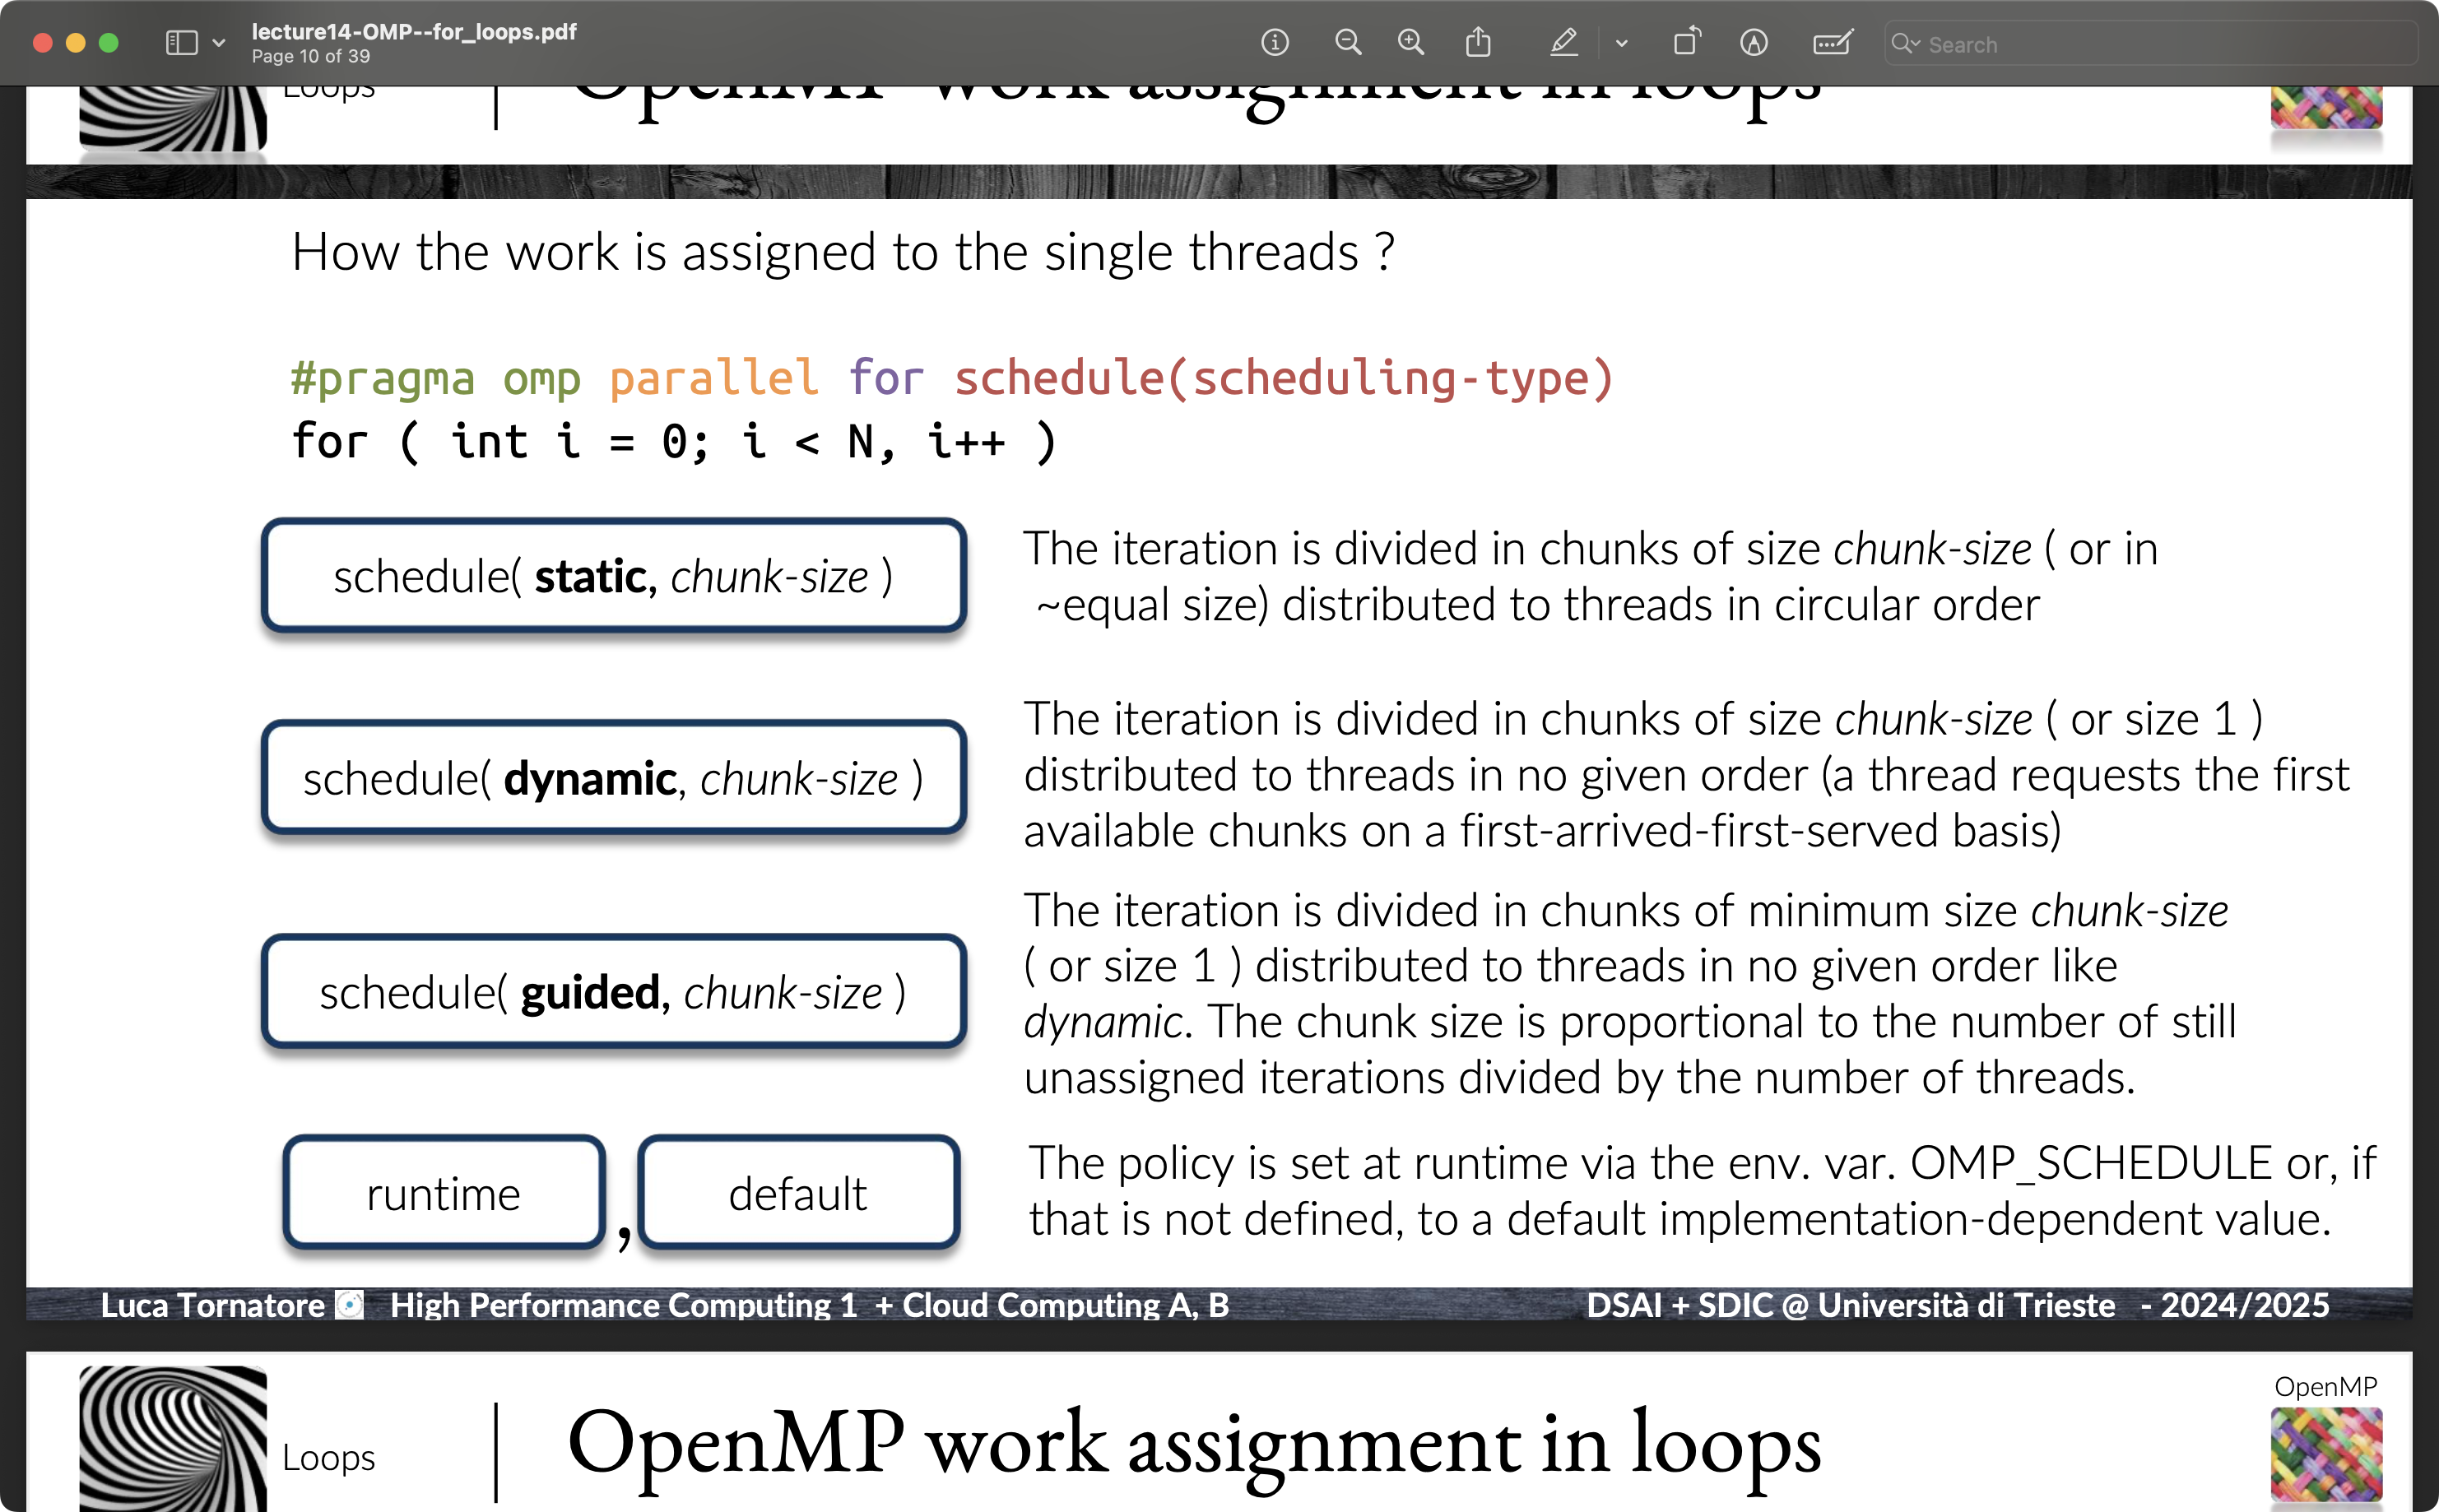 lecture14-OMP--for_loops.pdf
Page 10 of 39
Search
Loops
OpenMP work assignment in loops
How the work is assigned to the single threads ?
#pragma omp parallel for schedule(scheduling-type)
for ( int i = 0; i < N, i++ )
schedule( static, chunk-size )
The iteration is divided in chunks of size chunk-size ( or in
~equal size) distributed to threads in circular order
schedule( dynamic, chunk-size )
The iteration is divided in chunks of size chunk-size ( or size 1 )
distributed to threads in no given order (a thread requests the first
available chunks on a first-arrived-first-served basis)
schedule( guided, chunk-size )
The iteration is divided in chunks of minimum size chunk-size
( or size 1 ) distributed to threads in no given order like
dynamic. The chunk size is proportional to the number of still
unassigned iterations divided by the number of threads.
runtime , default
The policy is set at runtime via the env. var. OMP_SCHEDULE or, if
that is not defined, to a default implementation-dependent value.
Luca Tornatore High Performance Computing 1 + Cloud Computing A, B
DSAI + SDIC @ Università di Trieste - 2024/2025
Loops
OpenMP work assignment in loops
OpenMP